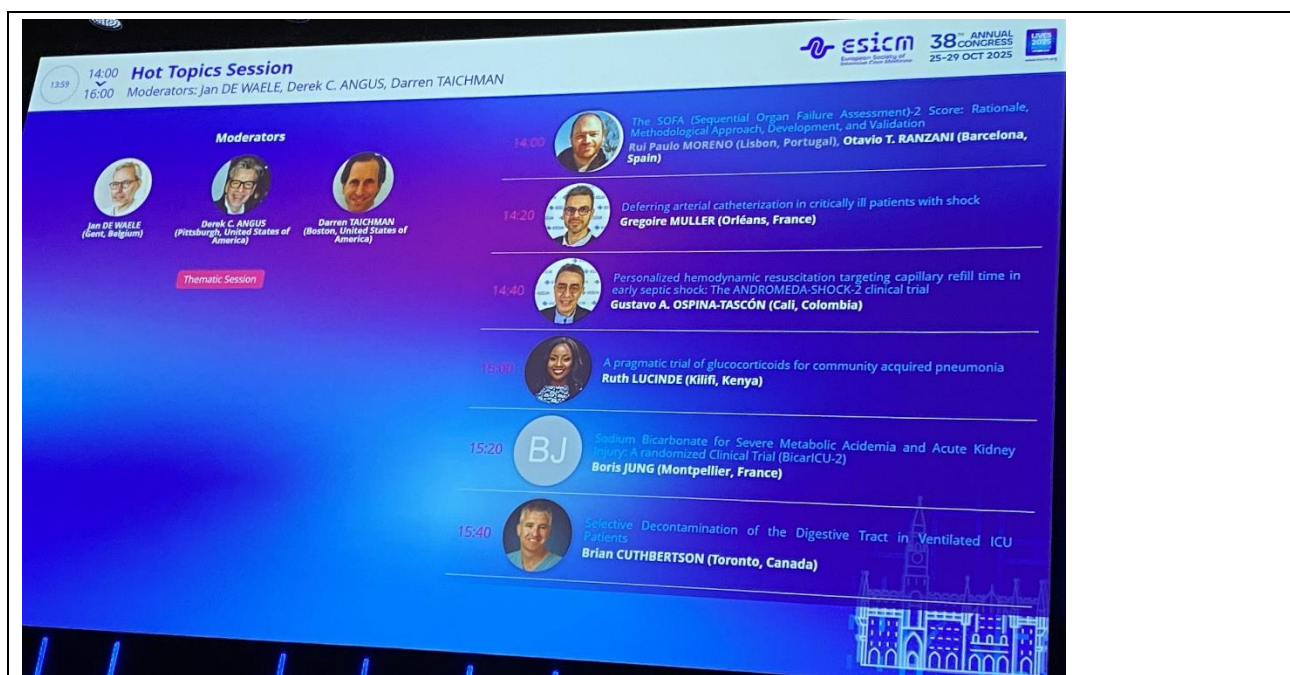 13:59
14:00
16:00
Hot Topics Session
Moderators: Jan DE WAELE, Derek C. ANGUS, Darren TAICHMAN
esicm
European Society of
Intensive Care Medicine
38TH ANNUAL
CONGRESS
25-29 OCT 2025
LIVES
2025
Moderators
Jan DE WAELE
(Gent, Belgium)
Derek C. ANGUS
(Pittsburgh, United States of
America)
Darren TAICHMAN
(Boston, United States of
America)
Thematic Session
14:00
The SOFA (Sequential Organ Failure Assessment)-2 Score: Rationale,
Methodological Approach, Development, and Validation
Rui Paulo MORENO (Lisbon, Portugal), Otavio T. RANZANI (Barcelona,
Spain)
14:20
Deferring arterial catheterization in critically ill patients with shock
Gregoire MULLER (Orléans, France)
14:40
Personalized hemodynamic resuscitation targeting capillary refill time in
early septic shock: The ANDROMEDA-SHOCK-2 clinical trial
Gustavo A. OSPINA-TASCÓN (Cali, Colombia)
15:00
A pragmatic trial of glucocorticoids for community acquired pneumonia
Ruth LUCINDE (Kilifi, Kenya)
15:20
BJ
Sodium Bicarbonate for Severe Metabolic Acidemia and Acute Kidney
Injury: A randomized Clinical Trial (BicarICU-2)
Boris JUNG (Montpellier, France)
15:40
Selective Decontamination of the Digestive Tract in Ventilated ICU
Patients
Brian CUTHBERTSON (Toronto, Canada)